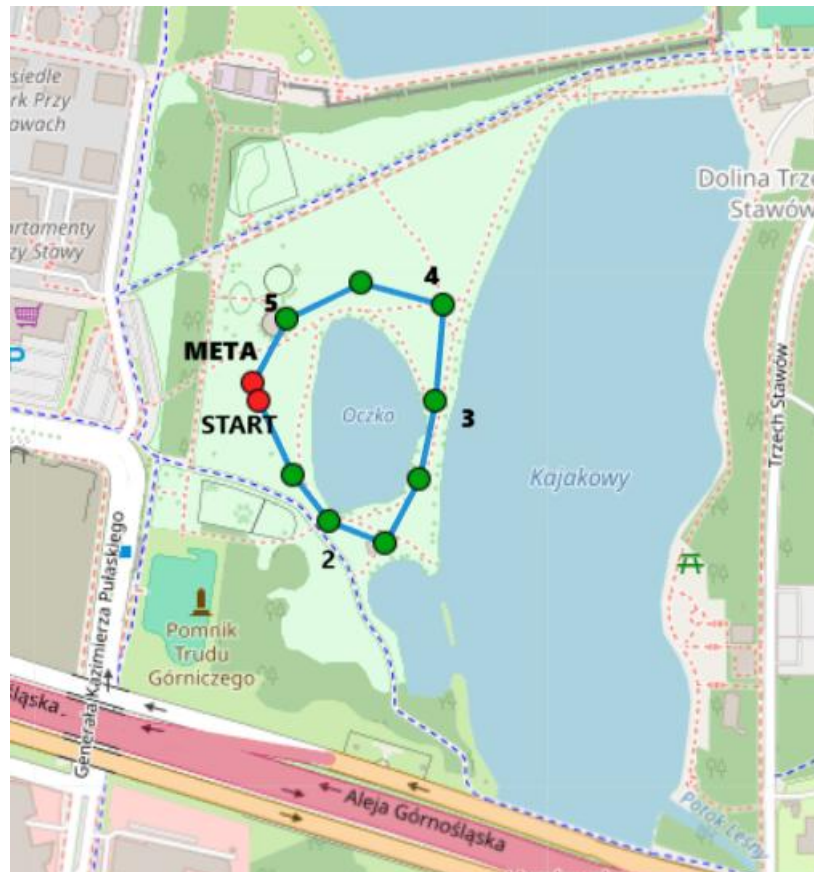 siedle
rk Przy
awach
Dolina Trz
Stawów
artamenty
zy Stawy
4
5
META
START
Oczko
3
Trzech Stawów
Kajakowy
2
Generała Kazimierza Pułaskiego
Pomnik
Trudu
Górniczego
śląska
Aleja Górnośląska
Potok Leśny